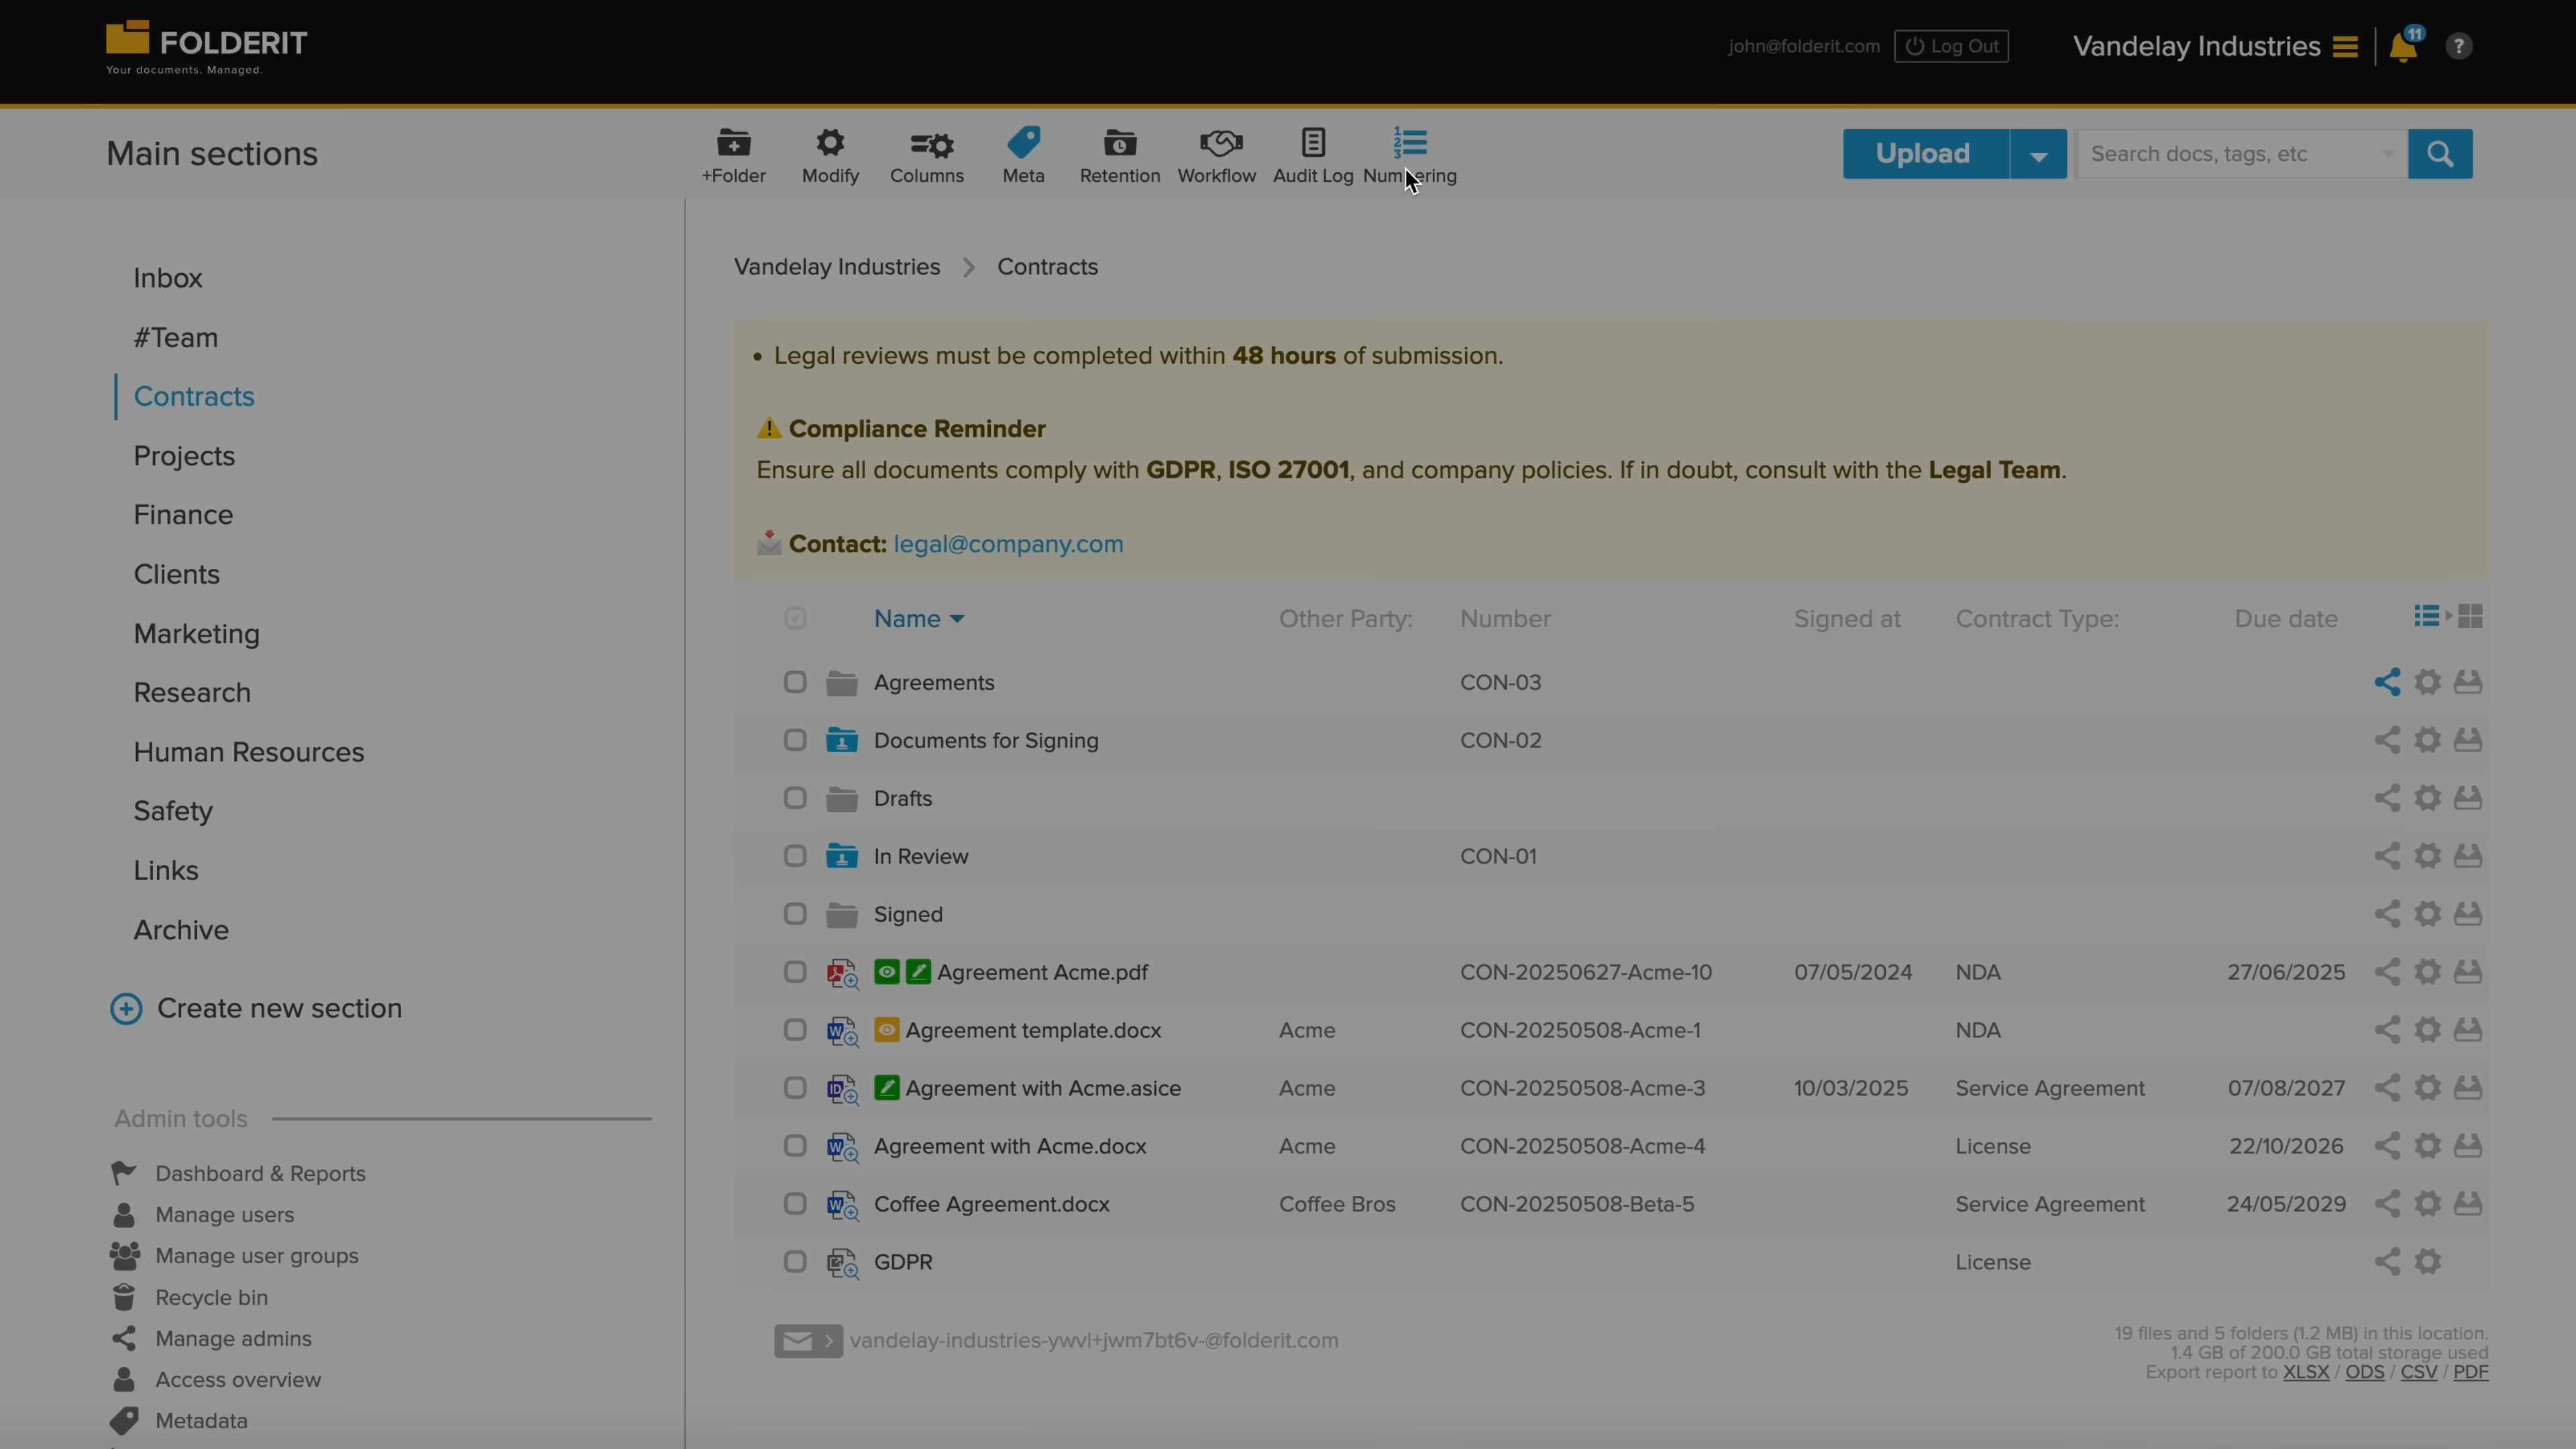 FOLDERIT
Your documents. Managed.
john@folderit.com
Log Out
Vandelay Industries
11
?
Main sections
+Folder
Modify
Columns
Meta
Retention
Workflow
Audit Log
Upload
Search docs, tags, etc
Inbox
#Team
Contracts
Projects
Finance
Clients
Marketing
Research
Human Resources
Safety
Links
Archive
Create new section
Admin tools
Dashboard & Reports
Manage users
Manage user groups
Recycle bin
Manage admins
Access overview
Metadata
Vandelay Industries > Contracts
• Legal reviews must be completed within 48 hours of submission.
Compliance Reminder
Ensure all documents comply with GDPR, ISO 27001, and company policies. If in doubt, consult with the Legal Team.
Contact: legal@company.com
Name Other Party: Number Signed at Contract Type: Due date
Agreements CON-03
Documents for Signing CON-02
Drafts
In Review CON-01
Signed
Agreement Acme.pdf CON-20250627-Acme-10 07/05/2024 NDA 27/06/2025
Agreement template.docx Acme CON-20250508-Acme-1 NDA
Agreement with Acme.asice Acme CON-20250508-Acme-3 10/03/2025 Service Agreement 07/08/2027
Agreement with Acme.docx Acme CON-20250508-Acme-4 License 22/10/2026
Coffee Agreement.docx Coffee Bros CON-20250508-Beta-5 Service Agreement 24/05/2029
GDPR License
vandelay-industries-ywvl+jwm7bt6v-@folderit.com
19 files and 5 folders (1.2 MB) in this location.
1.4 GB of 200.0 GB total storage used
Export report to XLSX / ODS / CSV / PDF